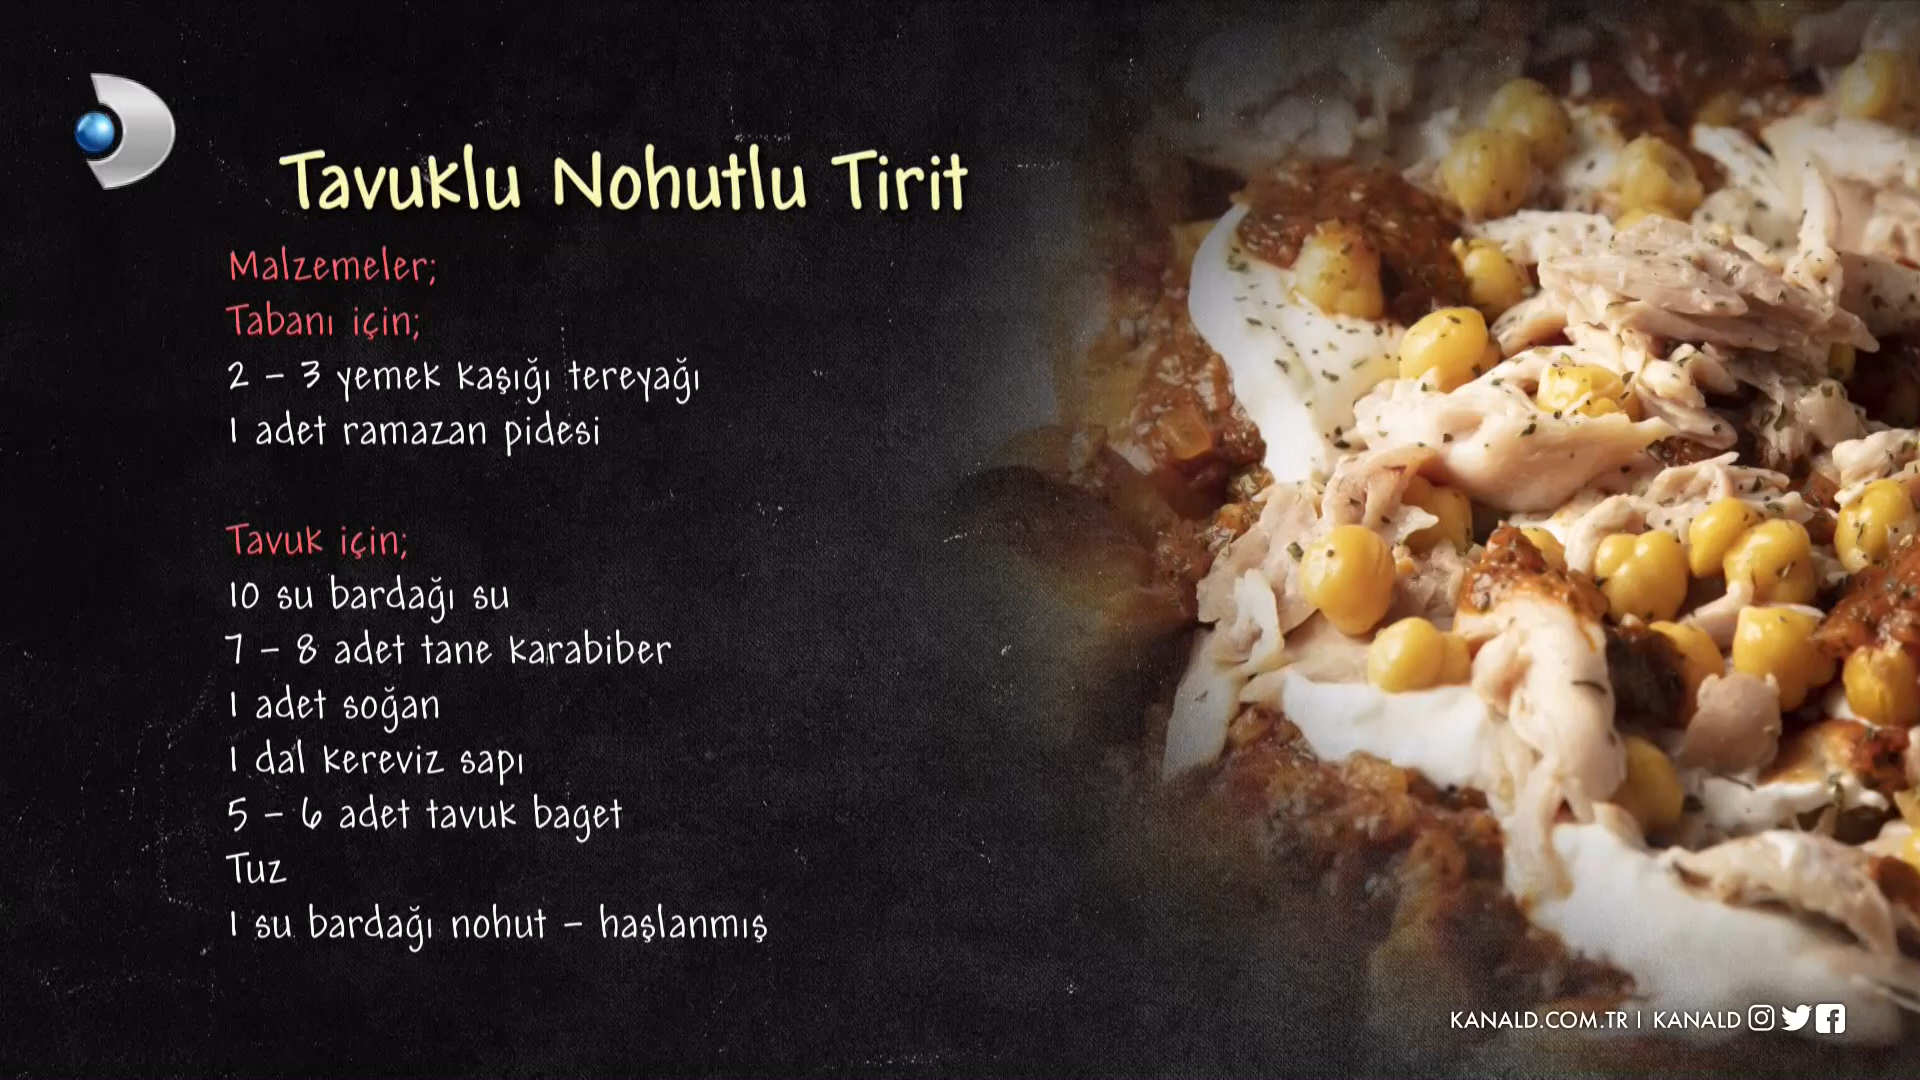 Tavuklu Nohutlu Tirit
Malzemeler;
Tabanı için;
2 – 3 yemek kaşığı tereyağı
1 adet ramazan pidesi
Tavuk için;
10 su bardağı su
7 – 8 adet tane karabiber
1 adet soğan
1 dal kereviz sapı
5 – 6 adet tavuk baget
Tuz
1 su bardağı nohut – haşlanmış
KANALD.COM.TR | KANALD